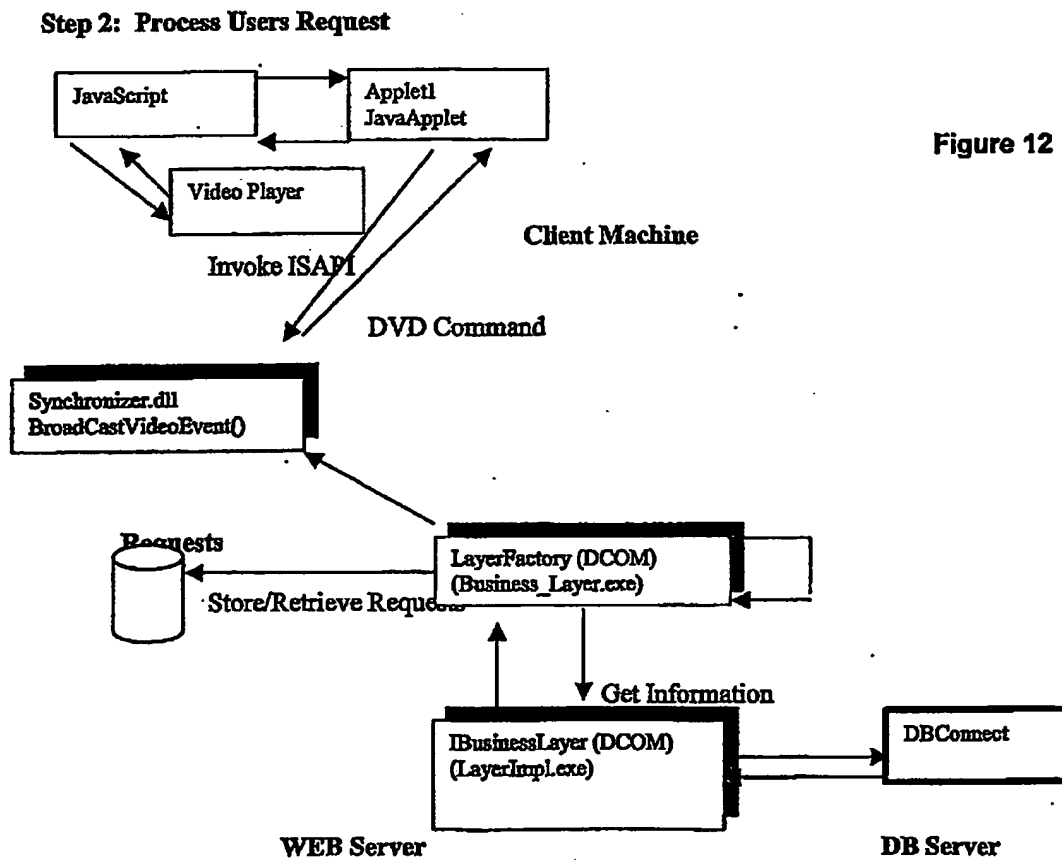 Step 2: Process Users Request
JavaScript
Applet1
JavaApplet
Figure 12
Video Player
Client Machine
Invoke ISAPI
DVD Command
Synchronizer.dll
BroadCastVideoEvent()
Requests
LayerFactory (DCOM)
(Business_Layer.exe)
Store/Retrieve Requests
Get Information
IBusinessLayer (DCOM)
(LayerImpl.exe)
DBConnect
WEB Server
DB Server